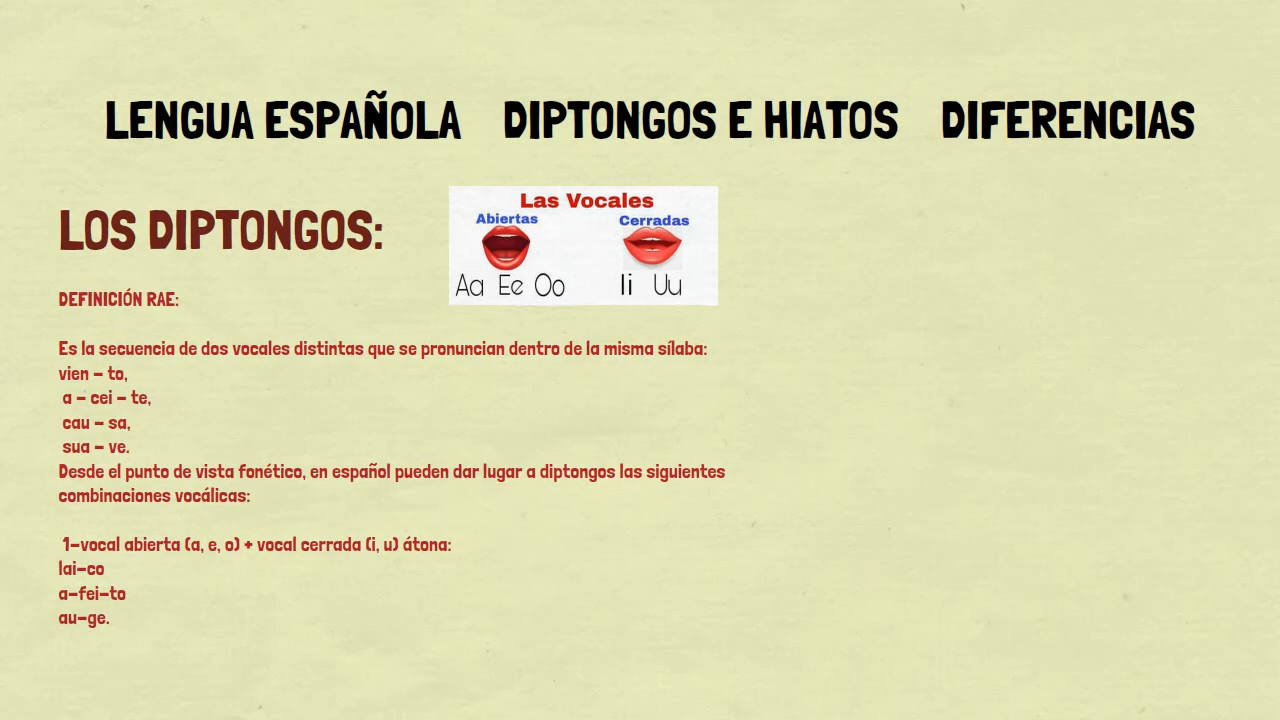 LENGUA ESPAÑOLA DIPTONGOS E HIATOS DIFERENCIAS
LOS DIPTONGOS:
Las Vocales
Abiertas Cerradas
Aa Ee Oo Ii Uu
DEFINICIÓN RAE:
Es la secuencia de dos vocales distintas que se pronuncian dentro de la misma sílaba:
vien – to,
a – cei – te,
cau – sa,
sua – ve.
Desde el punto de vista fonético, en español pueden dar lugar a diptongos las siguientes
combinaciones vocálicas:
1–vocal abierta (a, e, o) + vocal cerrada (i, u) átona:
lai–co
a–fei–to
au–ge.